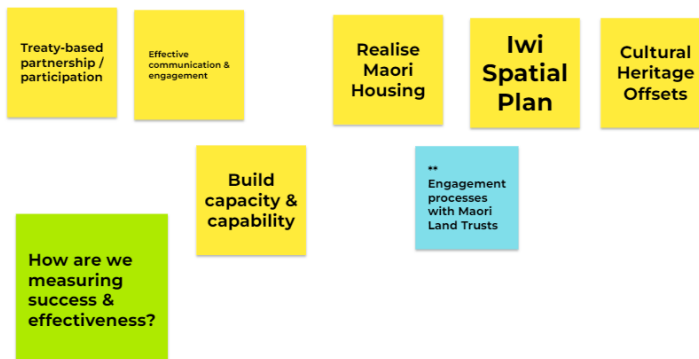 Treaty-based
partnership /
participation
Effective
communication &
engagement
Realise
Maori
Housing
Iwi
Spatial
Plan
Cultural
Heritage
Offsets
Build
capacity &
capability
**
Engagement
processes
with Maori
Land Trusts
How are we
measuring
success &
effectiveness?